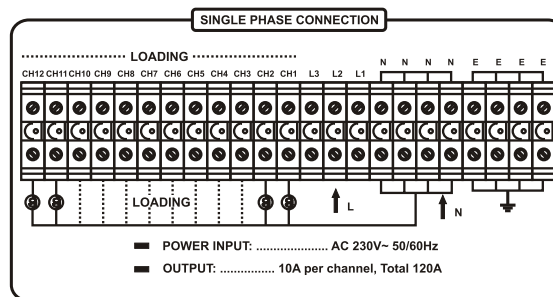 SINGLE PHASE CONNECTION
LOADING
CH12 CH11 CH10 CH9 CH8 CH7 CH6 CH5 CH4 CH3 CH2 CH1 L3 L2 L1 N N N N E E E E
LOADING
L
N
POWER INPUT: ..................... AC 230V~ 50/60Hz
OUTPUT: ................ 10A per channel, Total 120A